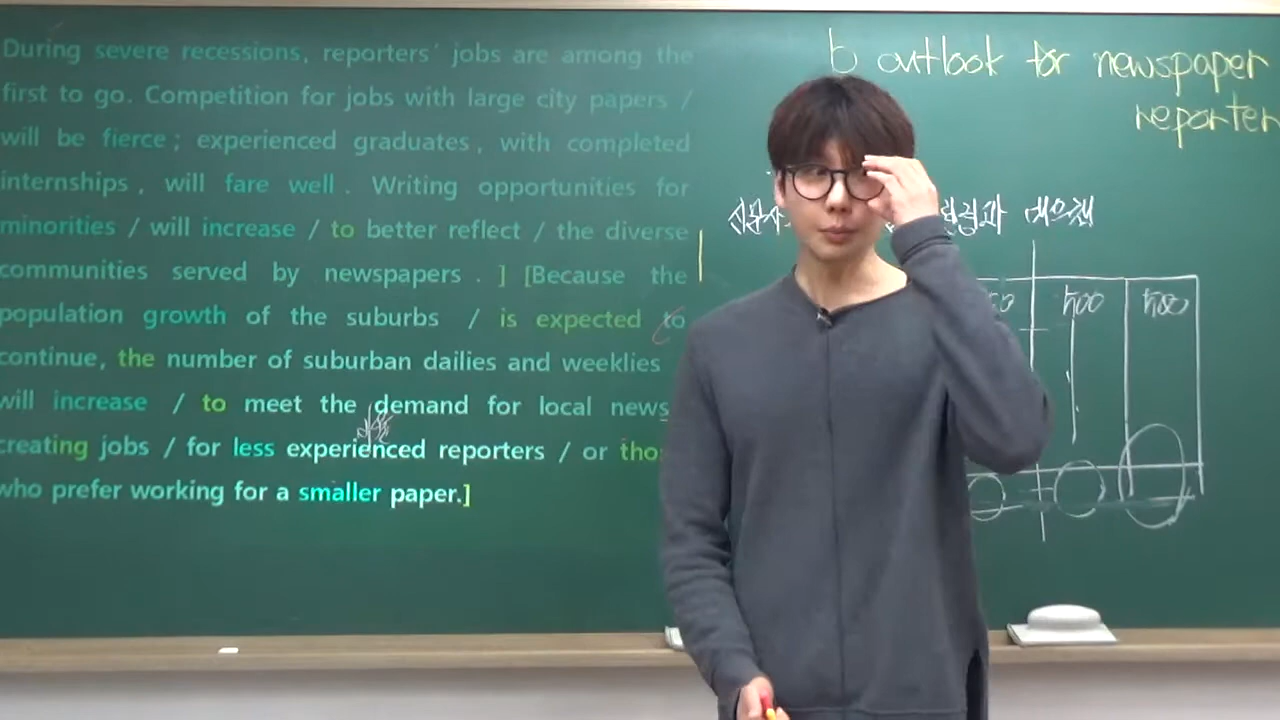 During severe recessions, reporters' jobs are among the
first to go. Competition for jobs with large city papers /
will be fierce ; experienced graduates , with completed
internships , will fare well . Writing opportunities for
minorities / will increase / to better reflect / the diverse
communities served by newspapers . ] [Because the
population growth of the suburbs / is expected to
continue, the number of suburban dailies and weeklies
will increase / to meet the demand for local news
creating jobs / for less experienced reporters / or
who prefer working for a smaller paper.]
b outlook for newspaper
reporter
신문사
500